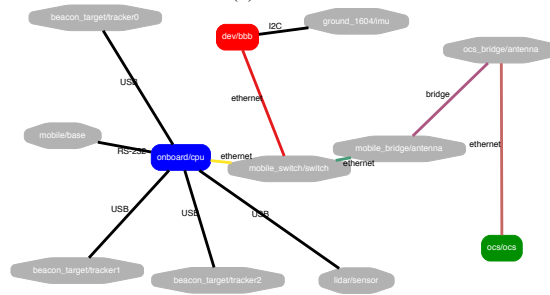 beacon_target/tracker0
I2C
ground_1604/imu
dev/bbb
ocs_bridge/antenna
USB
ethernet
bridge
mobile/base
RS-232
onboard/cpu
ethernet
mobile_switch/switch
ethernet
mobile_bridge/antenna
ethernet
USB
USB
USB
ocs/ocs
beacon_target/tracker1
beacon_target/tracker2
lidar/sensor